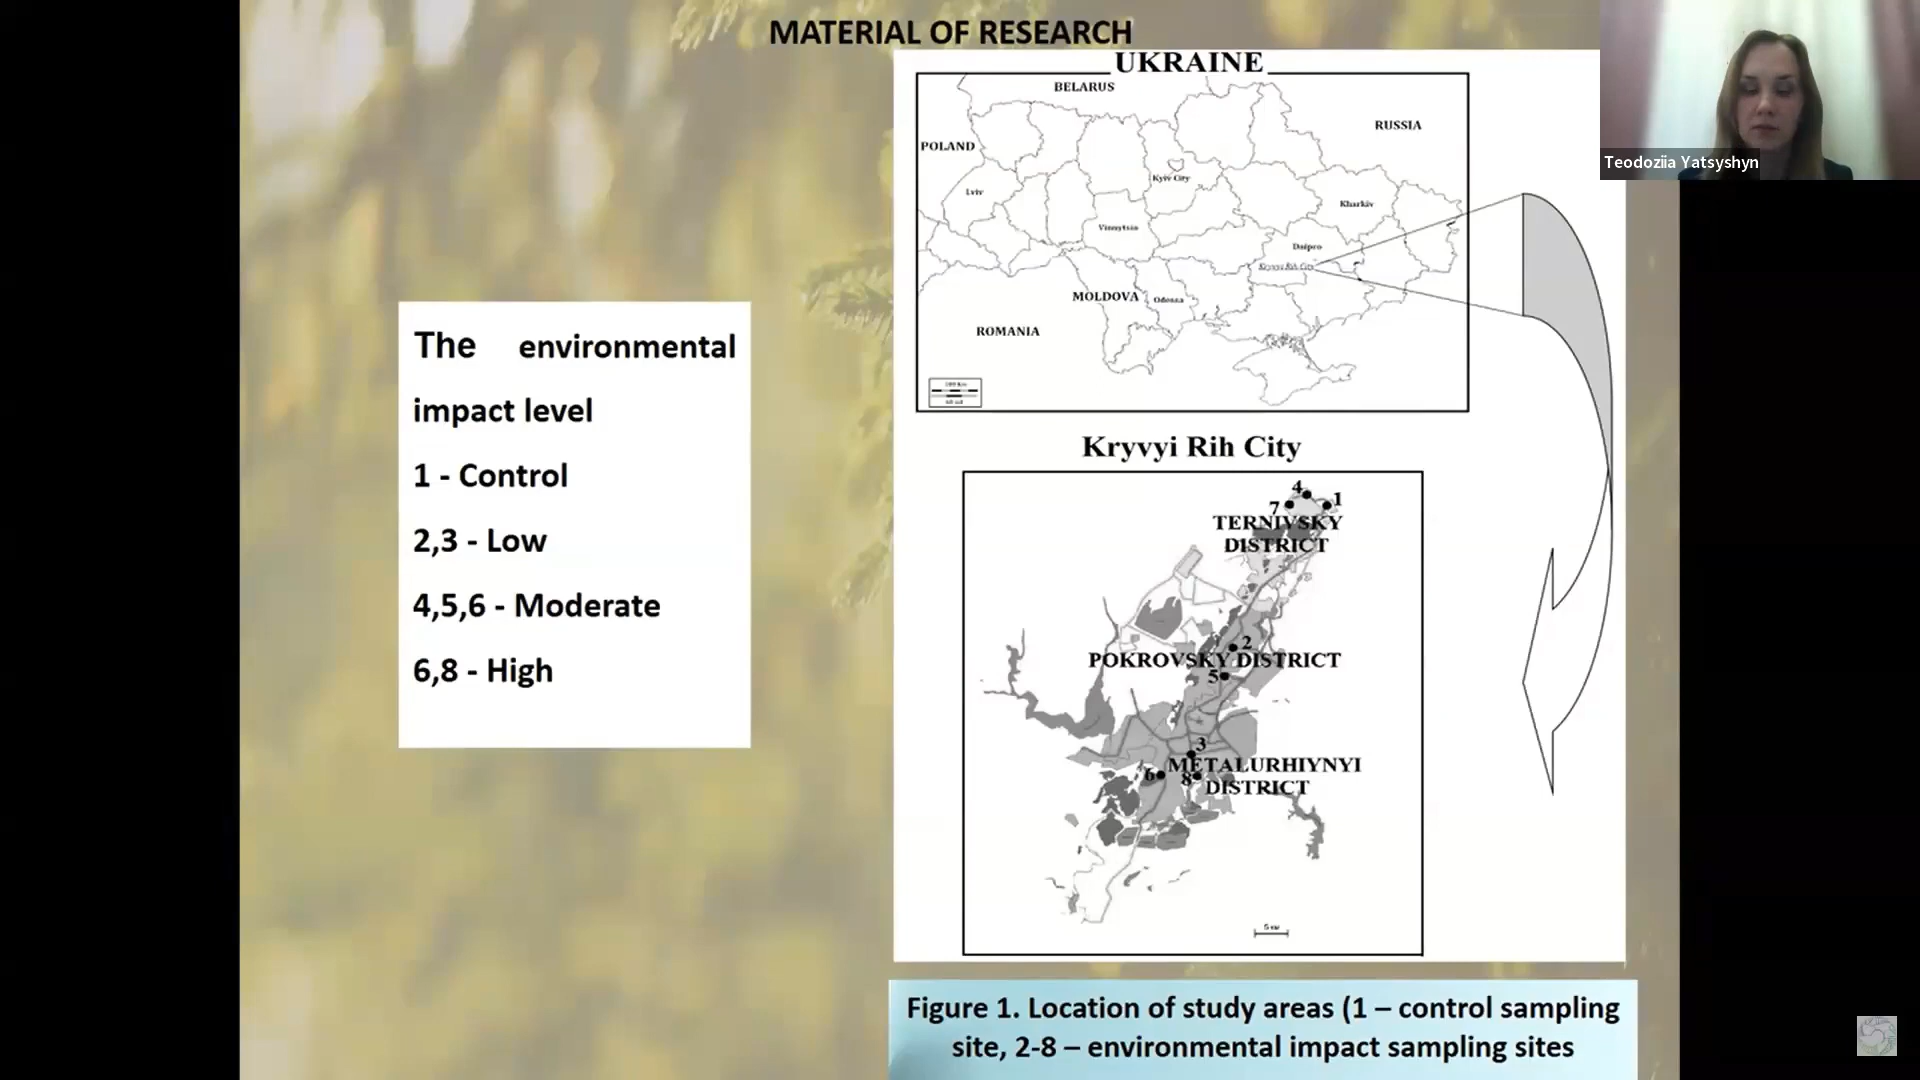 MATERIAL OF RESEARCH
Teodoziia Yatsyshyn
The environmental
impact level
1 - Control
2,3 - Low
4,5,6 - Moderate
6,8 - High
UKRAINE
BELARUS
RUSSIA
POLAND
Lviv
Kyiv City
Kharkiv
Vinnytsia
Dnipro
Kryvyi Rih City
MOLDOVA
Odessa
ROMANIA
Kryvyi Rih City
4
7
1
TERNIVSKY
DISTRICT
2
POKROVSKY DISTRICT
5
3
METALURHIYNYI
6
8
DISTRICT
5 км
Figure 1. Location of study areas (1 – control sampling
site, 2-8 – environmental impact sampling sites